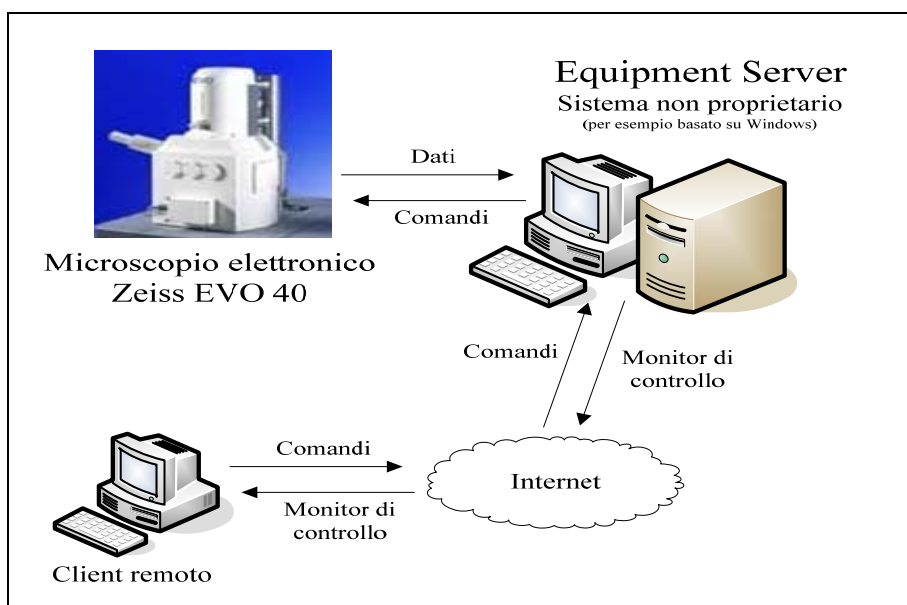 Equipment Server
Sistema non proprietario
(per esempio basato su Windows)
Dati
Comandi
Microscopio elettronico
Zeiss EVO 40
Comandi
Monitor di
controllo
Comandi
Internet
Monitor di
controllo
Client remoto